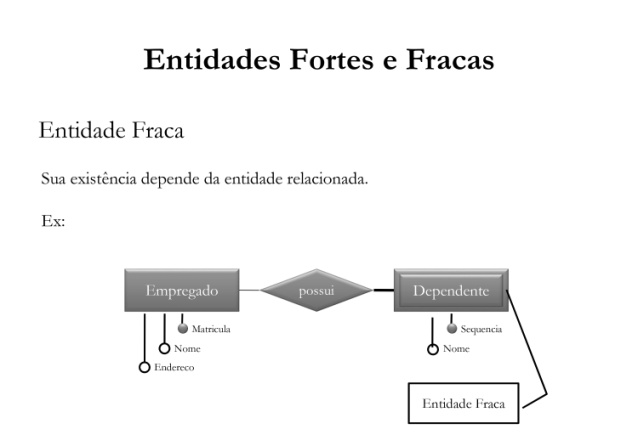 Entidades Fortes e Fracas
Entidade Fraca
Sua existência depende da entidade relacionada.
Ex:
Empregado
possui
Dependente
Matricula
Nome
Endereco
Sequencia
Nome
Entidade Fraca